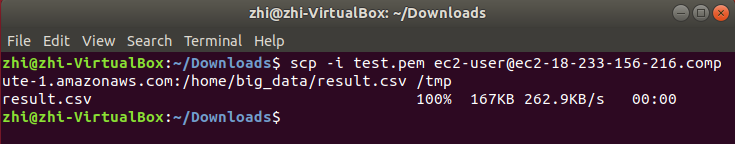 zhi@zhi-VirtualBox: ~/Downloads
File Edit View Search Terminal Help
zhi@zhi-VirtualBox:~/Downloads$ scp -i test.pem ec2-user@ec2-18-233-156-216.comp
ute-1.amazonaws.com:/home/big_data/result.csv /tmp
result.csv 100% 167KB 262.9KB/s 00:00
zhi@zhi-VirtualBox:~/Downloads$